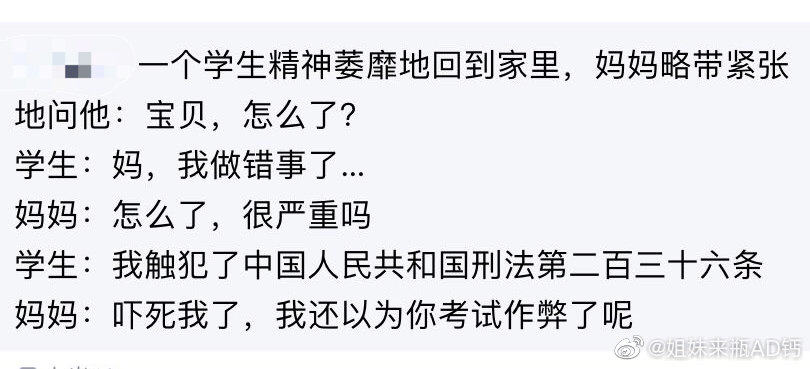 一个学生精神萎靡地回到家里，妈妈略带紧张
地问他：宝贝，怎么了？
学生：妈，我做错事了...
妈妈：怎么了，很严重吗
学生：我触犯了中国人民共和国刑法第二百三十六条
妈妈：吓死我了，我还以为你考试作弊了呢
@姐妹来瓶AD钙